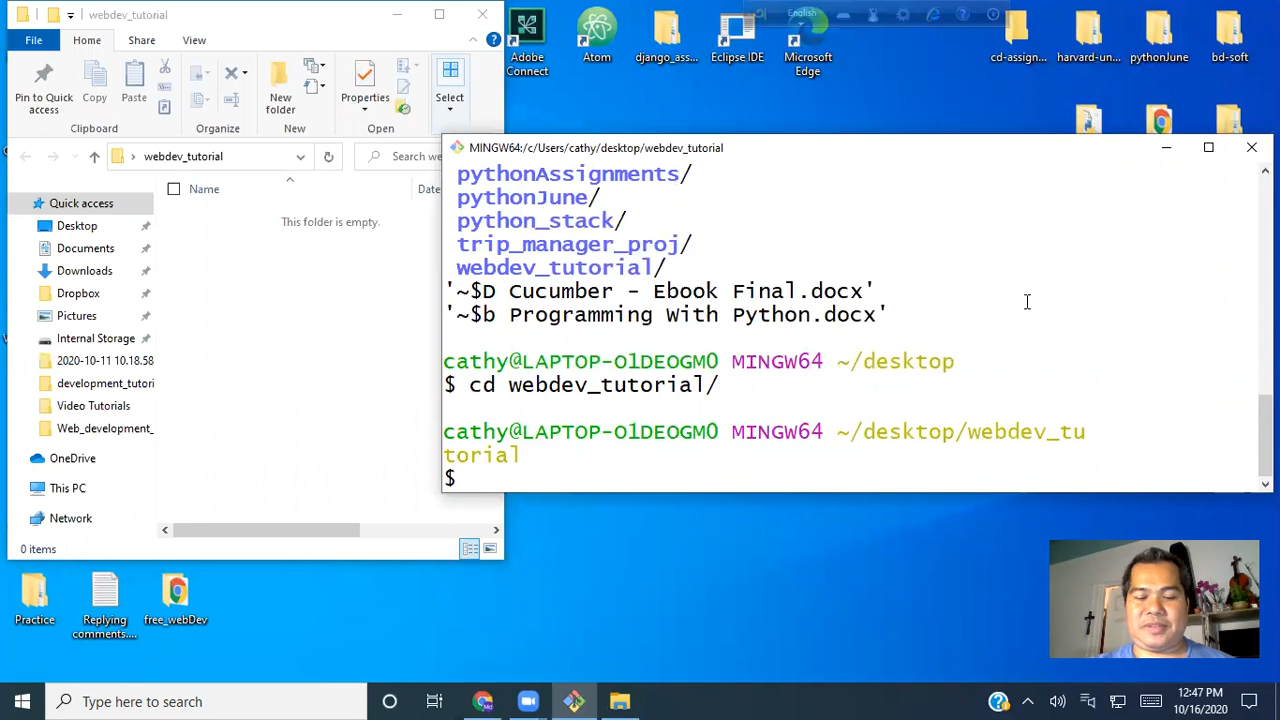 webdev_tutorial
File
Home
Share
View
Pin to Quick access
Copy
Paste
New folder
Properties
Select
Clipboard
Organize
New
Open
webdev_tutorial
Search we
Name
Date
This folder is empty.
Quick access
Desktop
Documents
Downloads
Dropbox
Pictures
Internal Storage
2020-10-11 10.18.58
development_tutori
Video Tutorials
Web_development_
OneDrive
This PC
Network
0 items
Adobe Connect
Atom
django_ass...
Eclipse IDE
Microsoft Edge
English
cd-assign...
harvard-un...
pythonJune
bd-soft
MINGW64:/c/Users/cathy/desktop/webdev_tutorial
pythonAssignments/
pythonJune/
python_stack/
trip_manager_proj/
webdev_tutorial/
'~$D Cucumber - Ebook Final.docx'
'~$b Programming With Python.docx'
cathy@LAPTOP-O1DEOGM0 MINGW64 ~/desktop
$ cd webdev_tutorial/
cathy@LAPTOP-O1DEOGM0 MINGW64 ~/desktop/webdev_tu
torial
$
Practice
Replying comments....
free_webDev
Type here to search
12:47 PM
10/16/2020